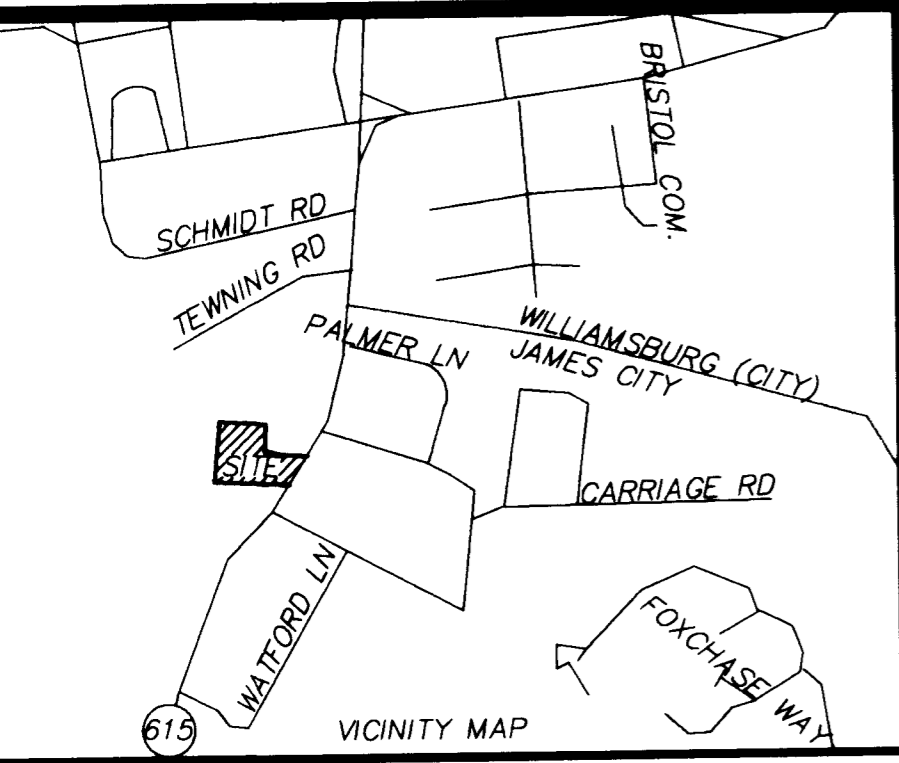 BRISTOL COM.
SCHMIDT RD
TEWNING RD
PALMER LN
WILLIAMSBURG (CITY)
JAMES CITY
SITE
CARRIAGE RD
WATFORD LN
FOXCHASE WAY
615
VICINITY MAP